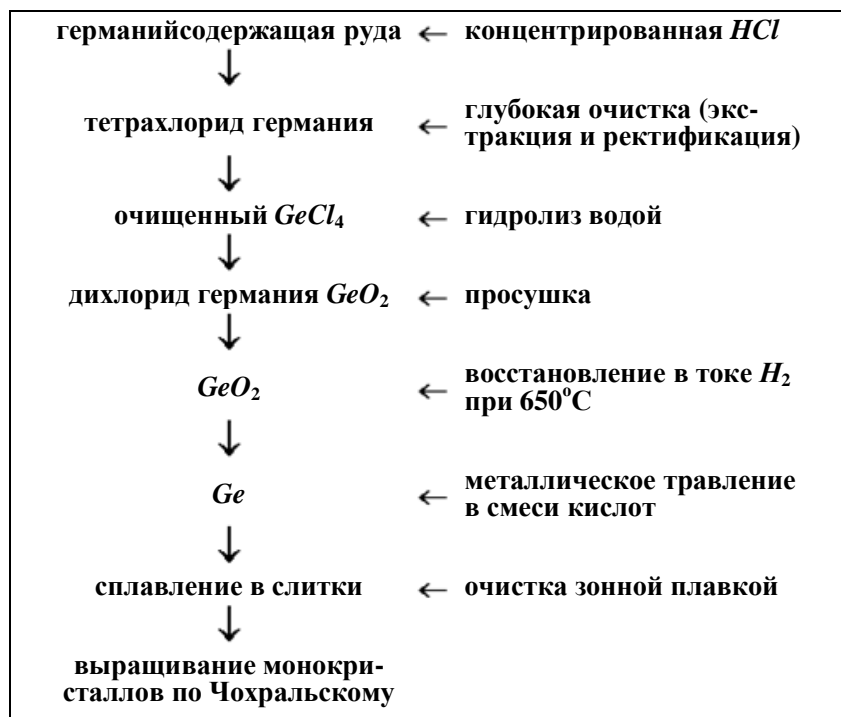 германийсодержащая руда ← концентрированная HCl
↓
тетрахлорид германия ← глубокая очистка (экс-
тракция и ректификация)
↓
очищенный GeCl₄ ← гидролиз водой
↓
дихлорид германия GeO₂ ← просушка
↓
GeO₂ ← восстановление в токе H₂
при 650°С
↓
Ge ← металлическое травление
в смеси кислот
↓
сплавление в слитки ← очистка зонной плавкой
↓
выращивание монокри-
сталлов по Чохральскому